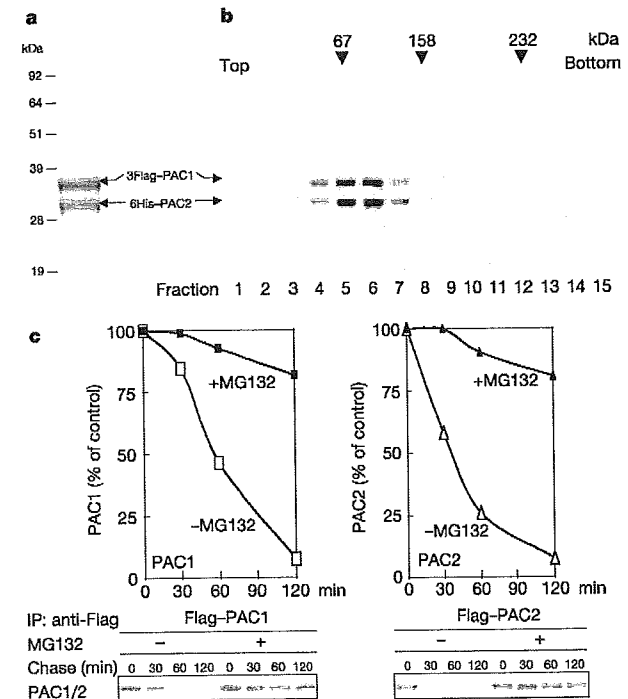 a
b
kDa
92
64
51
39
28
19
67 158 232 kDa
Top Bottom
3Flag–PAC1
6His–PAC2
Fraction 1 2 3 4 5 6 7 8 9 10 11 12 13 14 15
c
PAC1 (% of control)
100
75
50
25
0
+MG132
–MG132
PAC1
0 30 60 90 120 min
Flag–PAC1
PAC2 (% of control)
100
75
50
25
0
+MG132
–MG132
PAC2
0 30 60 90 120 min
Flag–PAC2
IP: anti-Flag
MG132 – + – +
Chase (min) 0 30 60 120 0 30 60 120 0 30 60 120 0 30 60 120
PAC1/2